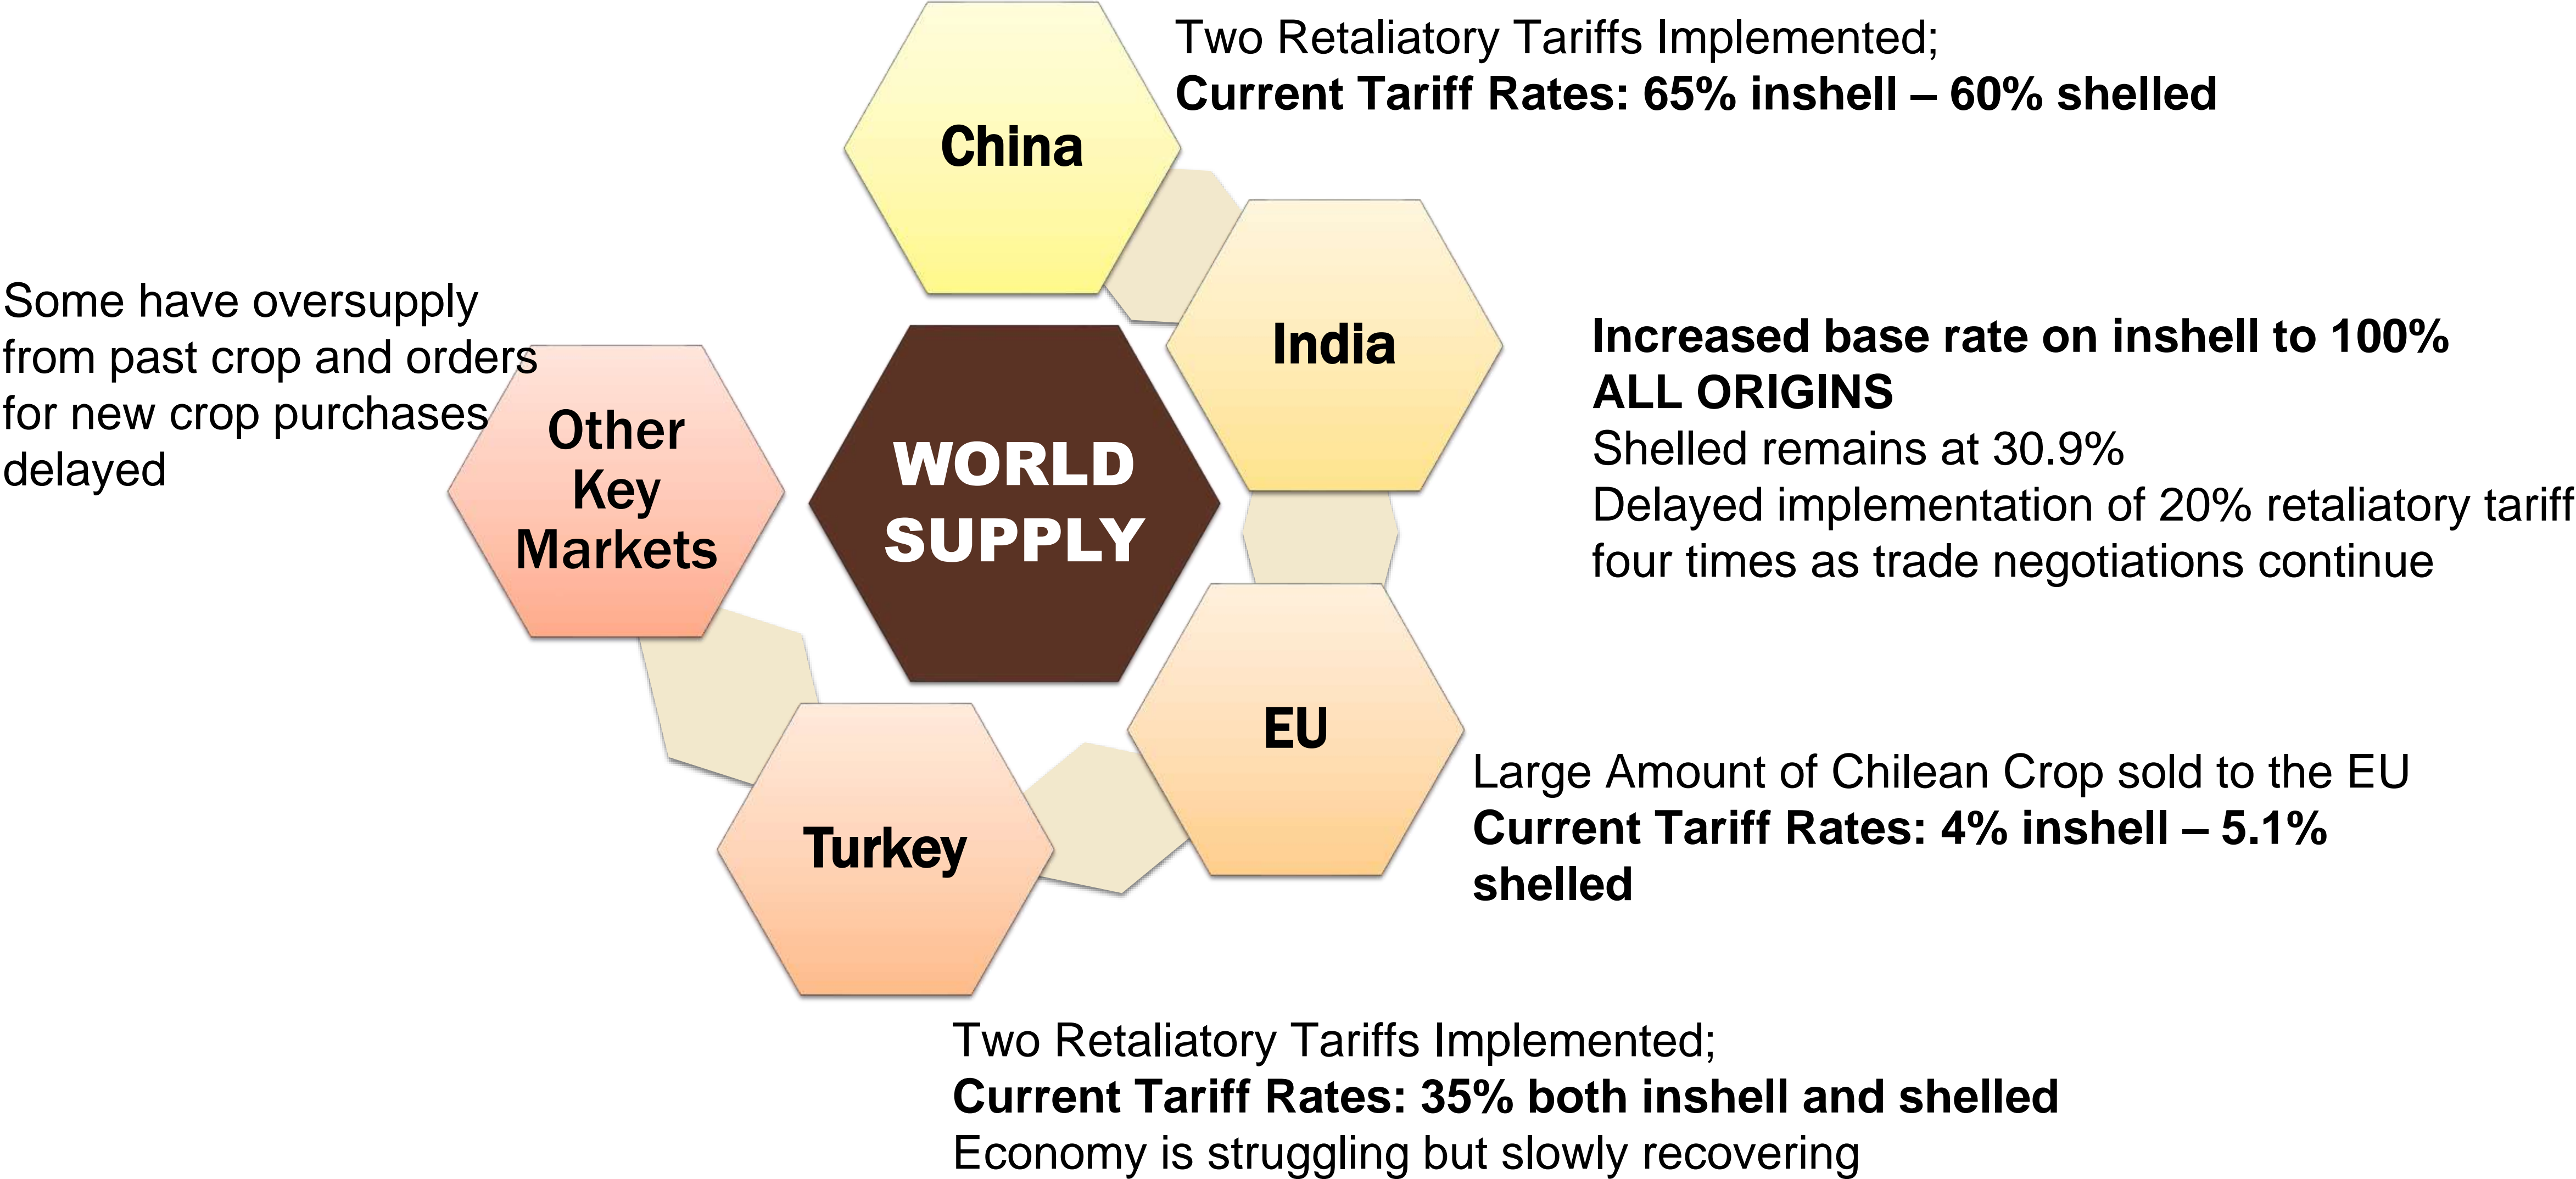 Two Retaliatory Tariffs Implemented;
Current Tariff Rates: 65% inshell – 60% shelled
China
India
Increased base rate on inshell to 100%
ALL ORIGINS
Shelled remains at 30.9%
Delayed implementation of 20% retaliatory tariff
four times as trade negotiations continue
Some have oversupply
from past crop and orders
for new crop purchases
delayed
Other
Key
Markets
WORLD
SUPPLY
EU
Large Amount of Chilean Crop sold to the EU
Current Tariff Rates: 4% inshell – 5.1%
shelled
Turkey
Two Retaliatory Tariffs Implemented;
Current Tariff Rates: 35% both inshell and shelled
Economy is struggling but slowly recovering